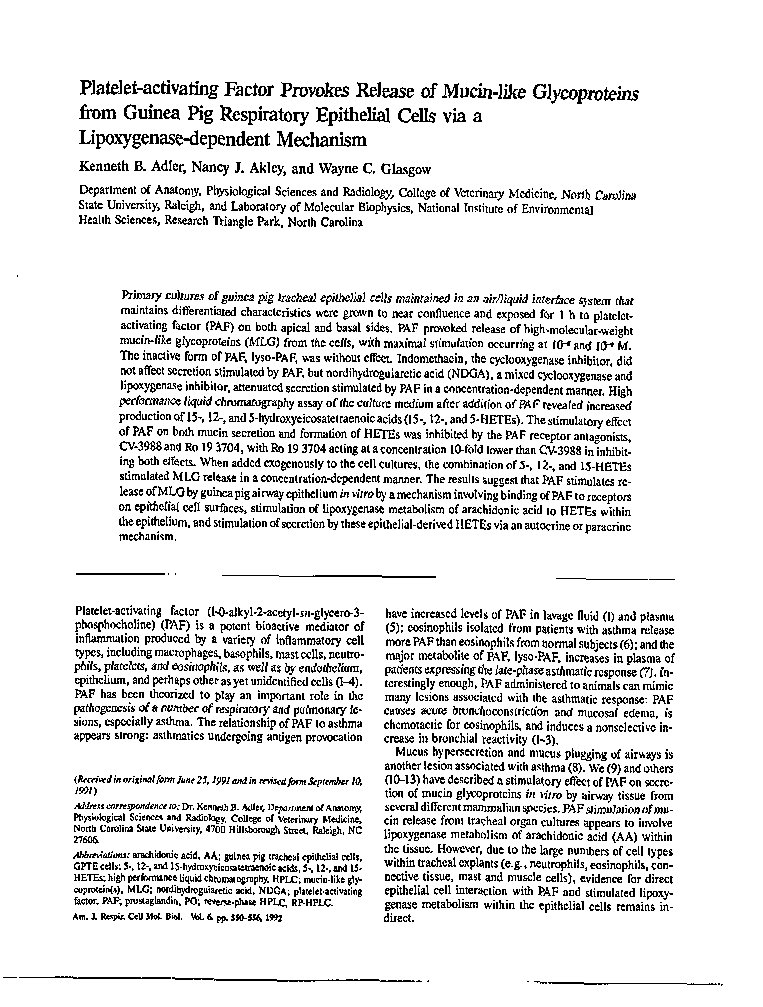 Platelet-activating Factor Provokes Release of Mucin-like Glycoproteins
from Guinea Pig Respiratory Epithelial Cells via a
Lipoxygenase-dependent Mechanism
Kenneth B. Adler, Nancy J. Akley, and Wayne C. Glasgow
Department of Anatomy, Physiological Sciences and Radiology, College of Veterinary Medicine, North Carolina
State University, Raleigh, and Laboratory of Molecular Biophysics, National Institute of Environmental
Health Sciences, Research Triangle Park, North Carolina
Primary cultures of guinea pig tracheal epithelial cells maintained in an air/liquid interface system that
maintains differentiated characteristics were grown to near confluence and exposed for 1 h to platelet-
activating factor (PAF) on both apical and basal sides. PAF provoked release of high-molecular-weight
mucin-like glycoproteins (MLG) from the cells, with maximal stimulation occurring at and M.
The inactive form of PAF, lyso-PAF, was without effect. Indomethacin, the cyclooxygenase inhibitor, did
not affect secretion stimulated by PAF, but nordihydroguaiaretic acid (NDGA), a mixed cyclooxygenase and
lipoxygenase inhibitor, attenuated secretion stimulated by PAF in a concentration-dependent manner. High
performance liquid chromatography assay of the culture medium after addition of PAF revealed increased
production of 15-, 12-, and 5-hydroxyeicosatetraenoic acids (15-, 12-, and 5-HETEs). The stimulatory effect
of PAF on both mucin secretion and formation of HETEs was inhibited by the PAF receptor antagonists,
CV-3988 and Ro 19 3704, with Ro 19 3704 acting at a concentration 10-fold lower than CV-3988 in inhibit-
ing both effects. When added exogenously to the cell cultures, the combination of 5-, 12-, and 15-HETEs
stimulated MLG release in a concentration-dependent manner. The results suggest that PAF stimulates re-
lease of MLG by guinea pig airway epithelium in vitro by a mechanism involving binding of PAF to receptors
on epithelial cell surfaces, stimulation of lipoxygenase metabolism of arachidonic acid to HETEs within
the epithelium, and stimulation of secretion by these epithelial-derived HETEs via an autocrine or paracrine
mechanism.
Platelet-activating factor (1-0-alkyl-2-acetyl-sn-glycero-3-
phosphocholine) (PAF) is a potent bioactive mediator of
inflammation produced by a variety of inflammatory cell
types, including macrophages, basophils, mast cells, neutro-
phils, platelets, and eosinophils, as well as by endothelium,
epithelium, and perhaps other as yet unidentified cells (1-4).
PAF has been theorized to play an important role in the
pathogenesis of a number of respiratory and pulmonary le-
sions, especially asthma. The relationship of PAF to asthma
appears strong: asthmatics undergoing antigen provocation
(Received in original form June 25, 1991 and in revised form September 10,
1991)
Address correspondence to: Dr. Kenneth B. Adler, Department of Anatomy,
Physiological Sciences and Radiology, College of Veterinary Medicine,
North Carolina State University, 4700 Hillsborough Street, Raleigh, NC
27606.
Abbreviations: arachidonic acid, AA; guinea pig tracheal epithelial cells,
GPTE cells; 5-, 12-, and 15-hydroxyeicosatetraenoic acids, 5-, 12-, and 15-
HETEs; high performance liquid chromatography, HPLC; mucin-like gly-
coprotein(s), MLG; nordihydroguaiaretic acid, NDGA; platelet-activating
factor, PAF; prostaglandin, PG; reverse-phase HPLC, RP-HPLC.
Am. J. Respir. Cell Mol. Biol. Vol. 6. pp. 550-556, 1992
have increased levels of PAF in lavage fluid (1) and plasma
(5); eosinophils isolated from patients with asthma release
more PAF than eosinophils from normal subjects (6); and the
major metabolite of PAF, lyso-PAF, increases in plasma of
patients expressing the late-phase asthmatic response (7). In-
terestingly enough, PAF administered to animals can mimic
many lesions associated with the asthmatic response: PAF
causes acute bronchoconstriction and mucosal edema, is
chemotactic for eosinophils, and induces a nonselective in-
crease in bronchial reactivity (1-3).
Mucus hypersecretion and mucus plugging of airways is
another lesion associated with asthma (8). We (9) and others
(10-13) have described a stimulatory effect of PAF on secre-
tion of mucin glycoproteins in vitro by airway tissue from
several different mammalian species. PAF stimulation of mu-
cin release from tracheal organ cultures appears to involve
lipoxygenase metabolism of arachidonic acid (AA) within
the tissue. However, due to the large numbers of cell types
within tracheal explants (e.g., neutrophils, eosinophils, con-
nective tissue, mast and muscle cells), evidence for direct
epithelial cell interaction with PAF and stimulated lipoxy-
genase metabolism within the epithelial cells remains in-
direct.